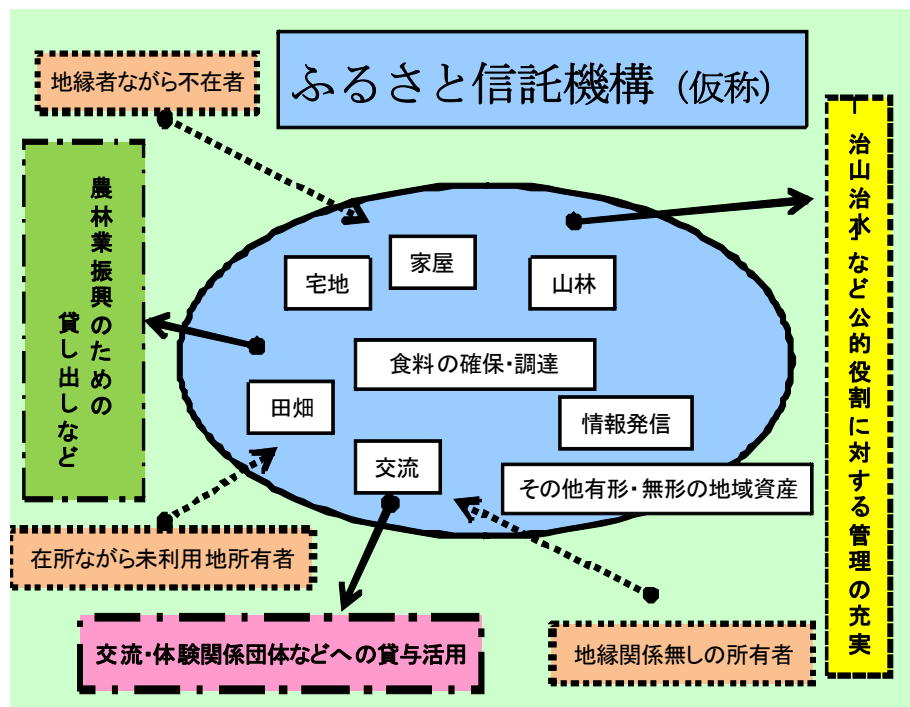 ふるさと信託機構（仮称）
地縁者ながら不在者
農林業振興のための
貸し出しなど
治山治水など公的役割に対する管理の充実
家屋
宅地
山林
食料の確保・調達
田畑
情報発信
交流
その他有形・無形の地域資産
在所ながら未利用地所有者
交流・体験関係団体などへの貸与活用
地縁関係無しの所有者